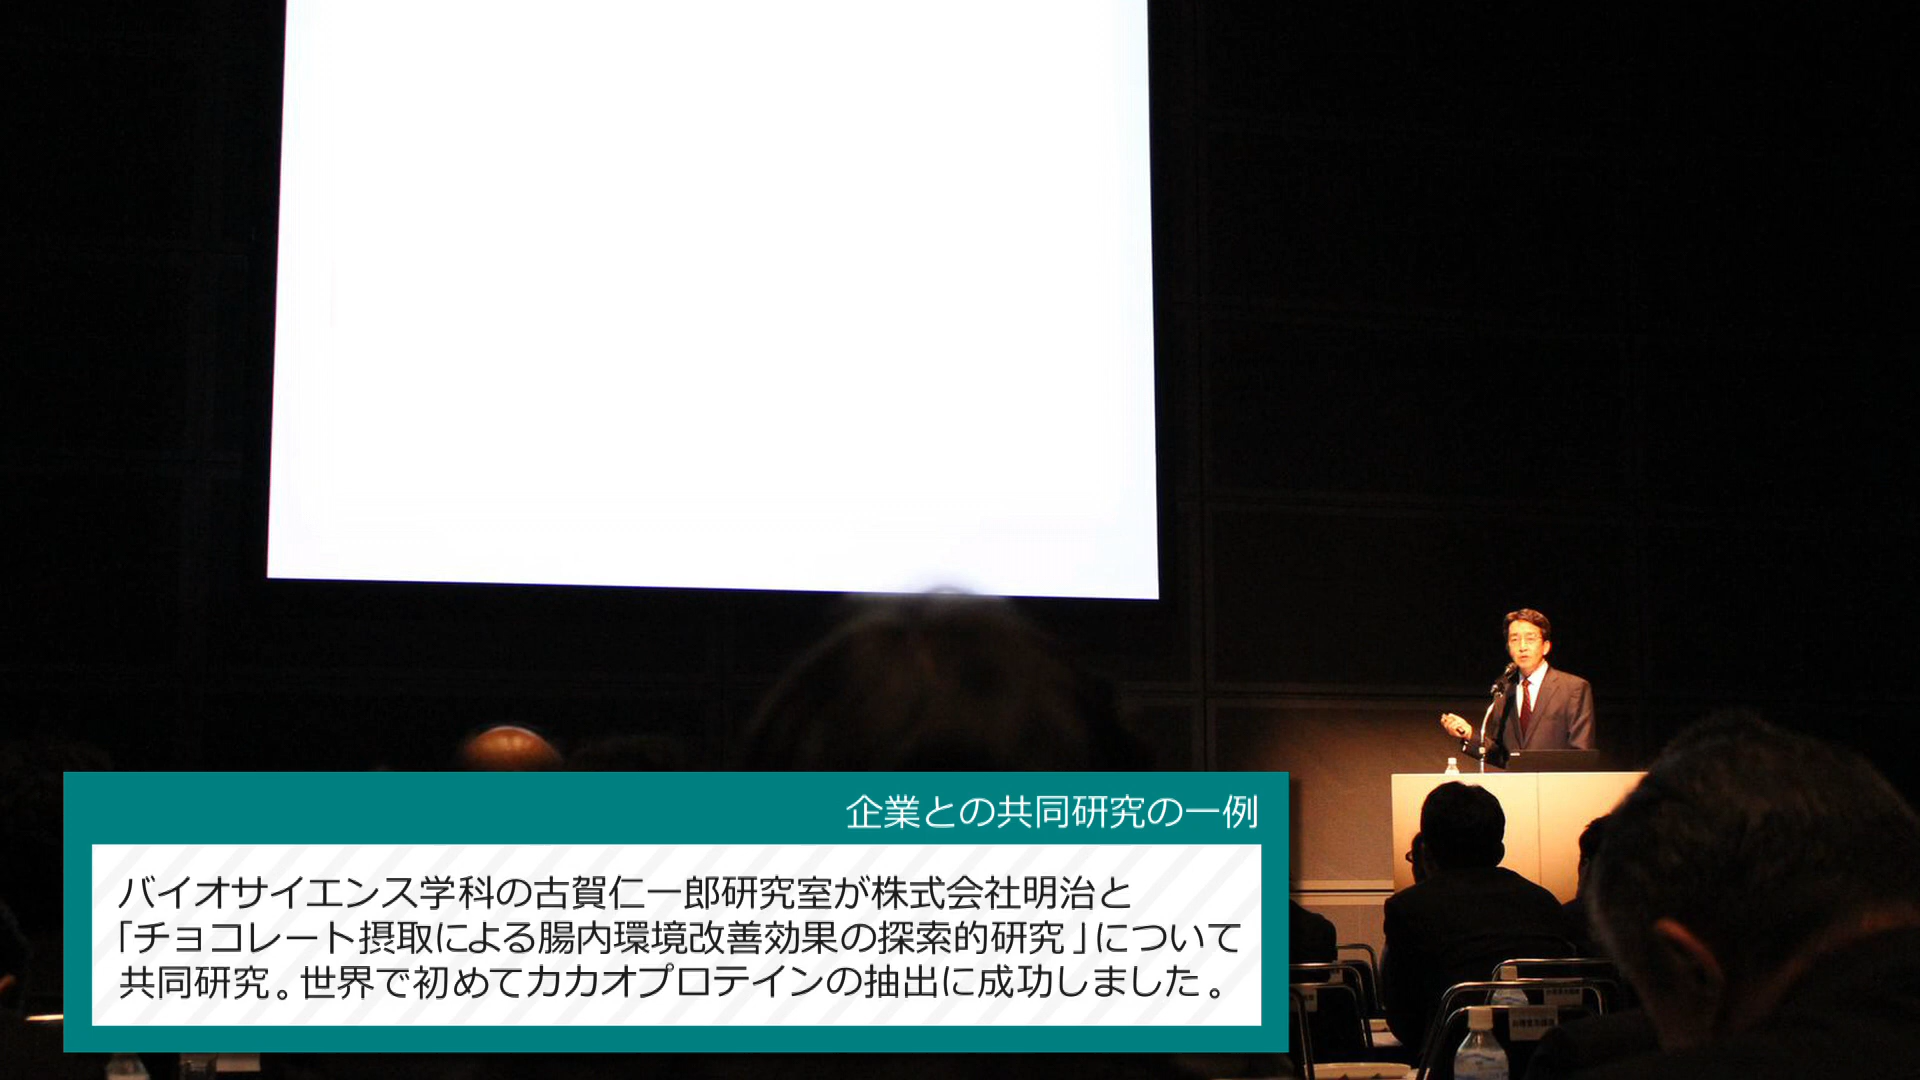 企業との共同研究の一例
バイオサイエンス学科の古賀仁一郎研究室が株式会社明治と
「チョコレート摂取による腸内環境改善効果の探索的研究」について
共同研究。世界で初めてカカオプロテインの抽出に成功しました。